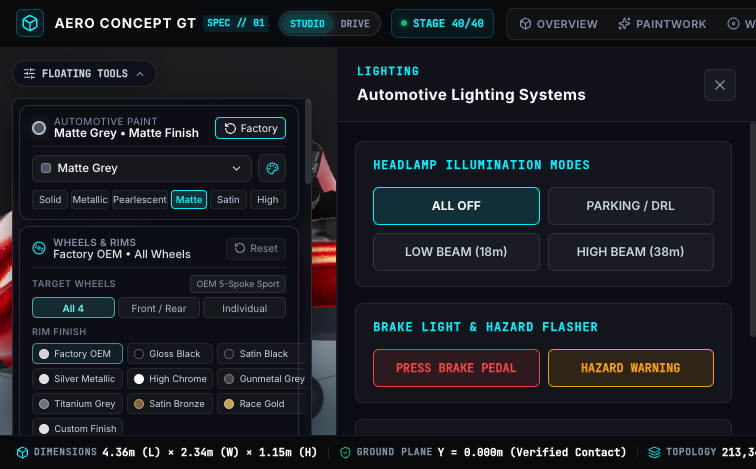 AERO CONCEPT GT SPEC // 01 STUDIO DRIVE STAGE 40/40 OVERVIEW PAINTWORK W
FLOATING TOOLS
AUTOMOTIVE PAINT
Matte Grey • Matte Finish
Factory
Matte Grey
Solid Metallic Pearlescent Matte Satin High
WHEELS & RIMS
Factory OEM • All Wheels
Reset
TARGET WHEELS OEM 5-Spoke Sport
All 4 Front / Rear Individual
RIM FINISH
Factory OEM Gloss Black Satin Black
Silver Metallic High Chrome Gunmetal Grey
Titanium Grey Satin Bronze Race Gold
Custom Finish
LIGHTING
Automotive Lighting Systems
HEADLAMP ILLUMINATION MODES
ALL OFF PARKING / DRL
LOW BEAM (18m) HIGH BEAM (38m)
BRAKE LIGHT & HAZARD FLASHER
PRESS BRAKE PEDAL HAZARD WARNING
DIMENSIONS 4.36m (L) × 2.34m (W) × 1.15m (H) GROUND PLANE Y = 0.000m (Verified Contact) TOPOLOGY 213,5